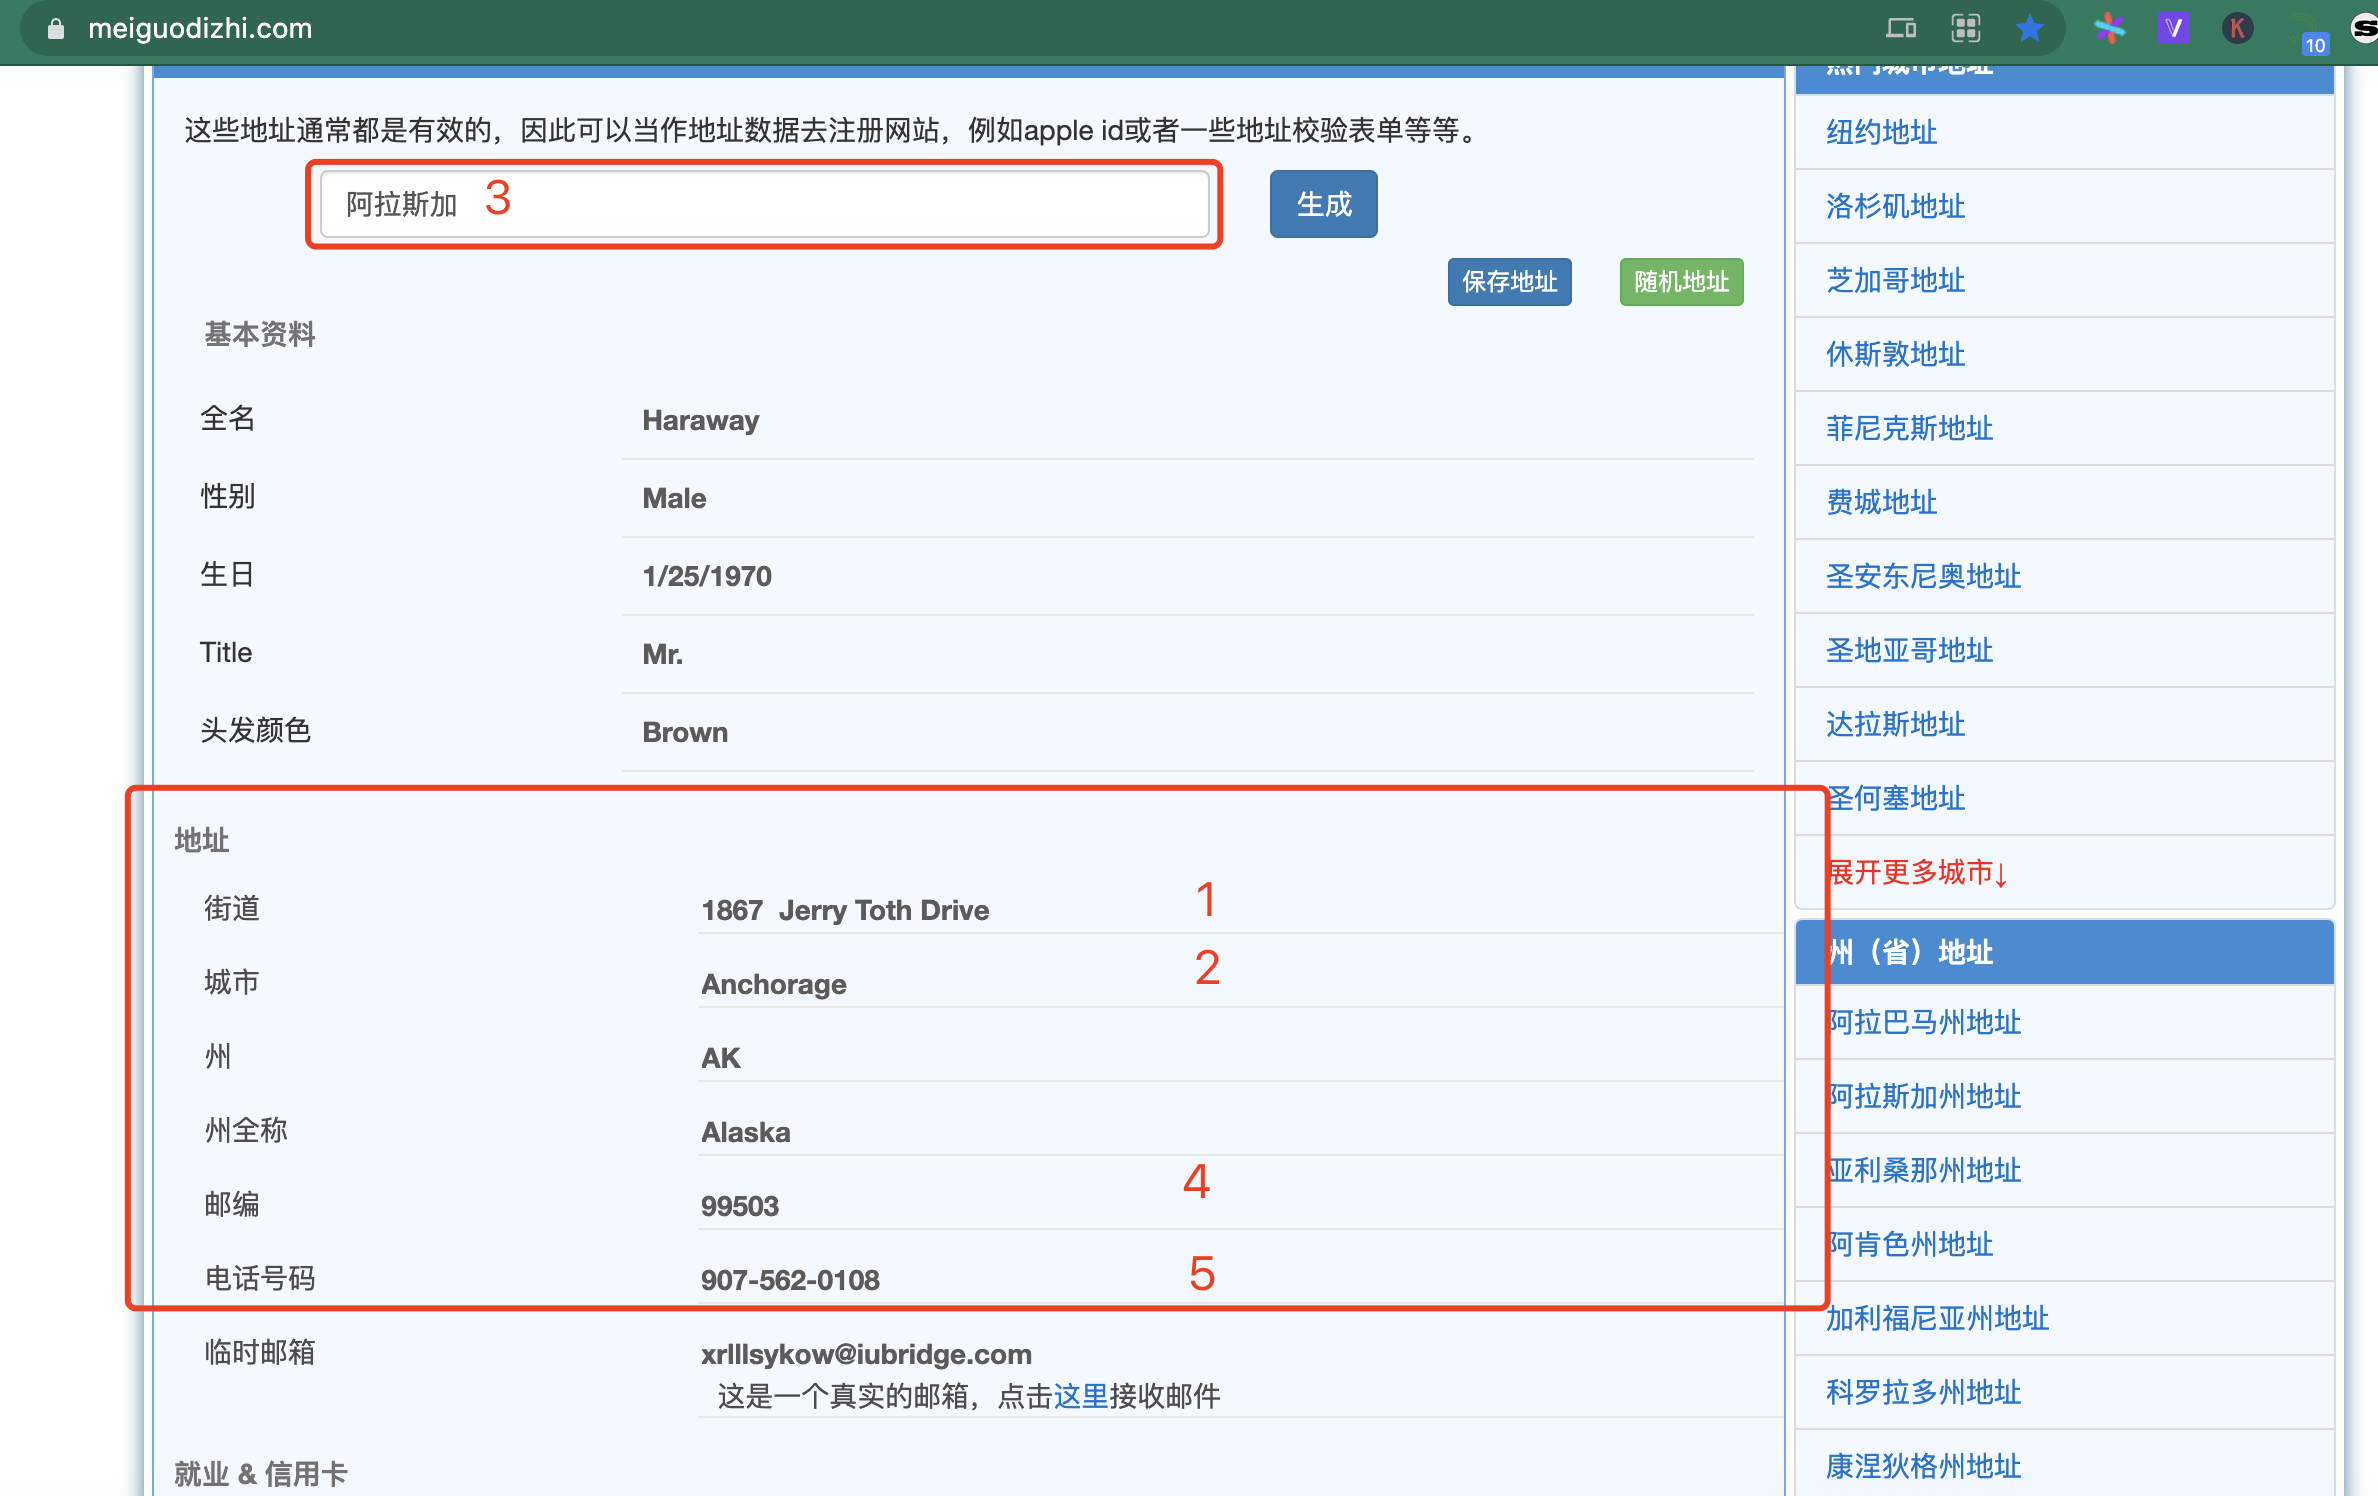 meiguodizhi.com
10
这些地址通常都是有效的，因此可以当作地址数据去注册网站，例如apple id或者一些地址校验表单等等。
阿拉斯加 3
生成
保存地址 随机地址
基本资料
全名 Haraway
性别 Male
生日 1/25/1970
Title Mr.
头发颜色 Brown
地址
街道 1867 Jerry Toth Drive 1
城市 Anchorage 2
州 AK
州全称 Alaska
邮编 99503 4
电话号码 907-562-0108 5
临时邮箱 xrlllsykow@iubridge.com
这是一个真实的邮箱，点击这里接收邮件
就业 & 信用卡
热门城市地址
纽约地址
洛杉矶地址
芝加哥地址
休斯敦地址
菲尼克斯地址
费城地址
圣安东尼奥地址
圣地亚哥地址
达拉斯地址
圣何塞地址
展开更多城市↓
州（省）地址
阿拉巴马州地址
阿拉斯加州地址
亚利桑那州地址
阿肯色州地址
加利福尼亚州地址
科罗拉多州地址
康涅狄格州地址